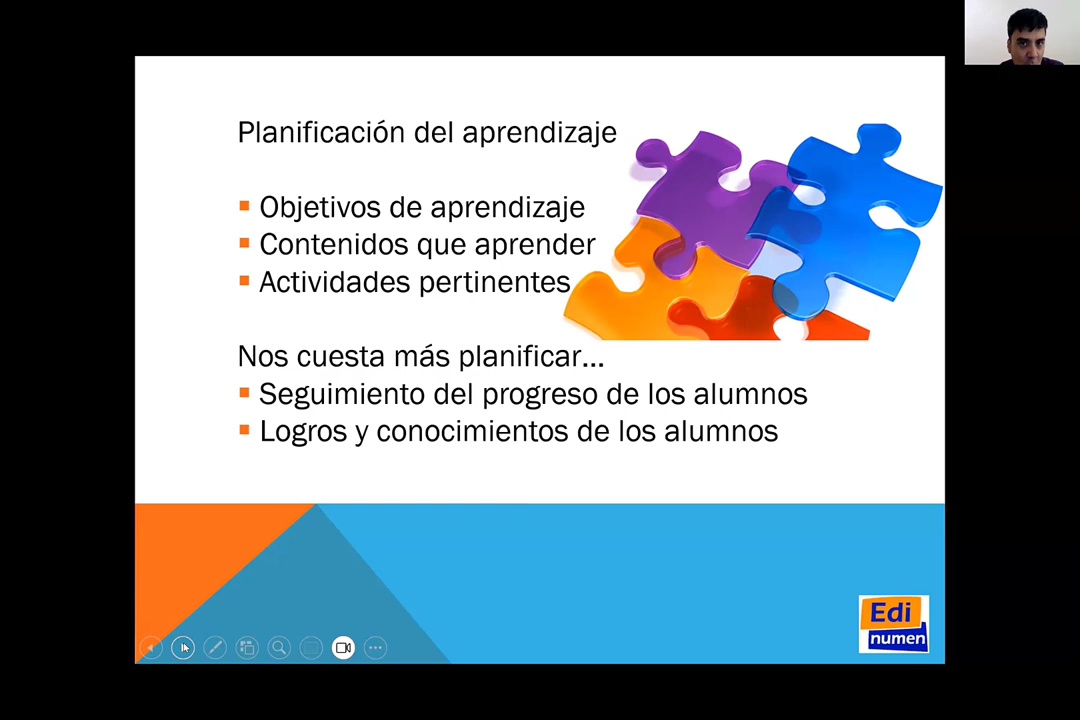 Planificación del aprendizaje
Objetivos de aprendizaje
Contenidos que aprender
Actividades pertinentes
Nos cuesta más planificar...
Seguimiento del progreso de los alumnos
Logros y conocimientos de los alumnos
Edi
numen